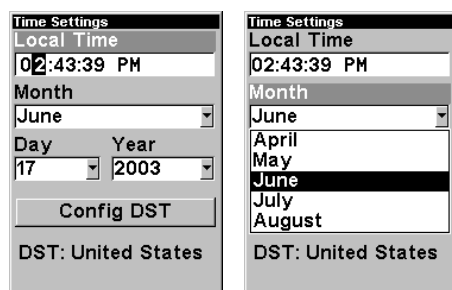 Time Settings
Local Time
02:43:39 PM
Month
June
Day Year
17 2003
Config DST
DST: United States
Time Settings
Local Time
02:43:39 PM
Month
June
April
May
June
July
August
DST: United States